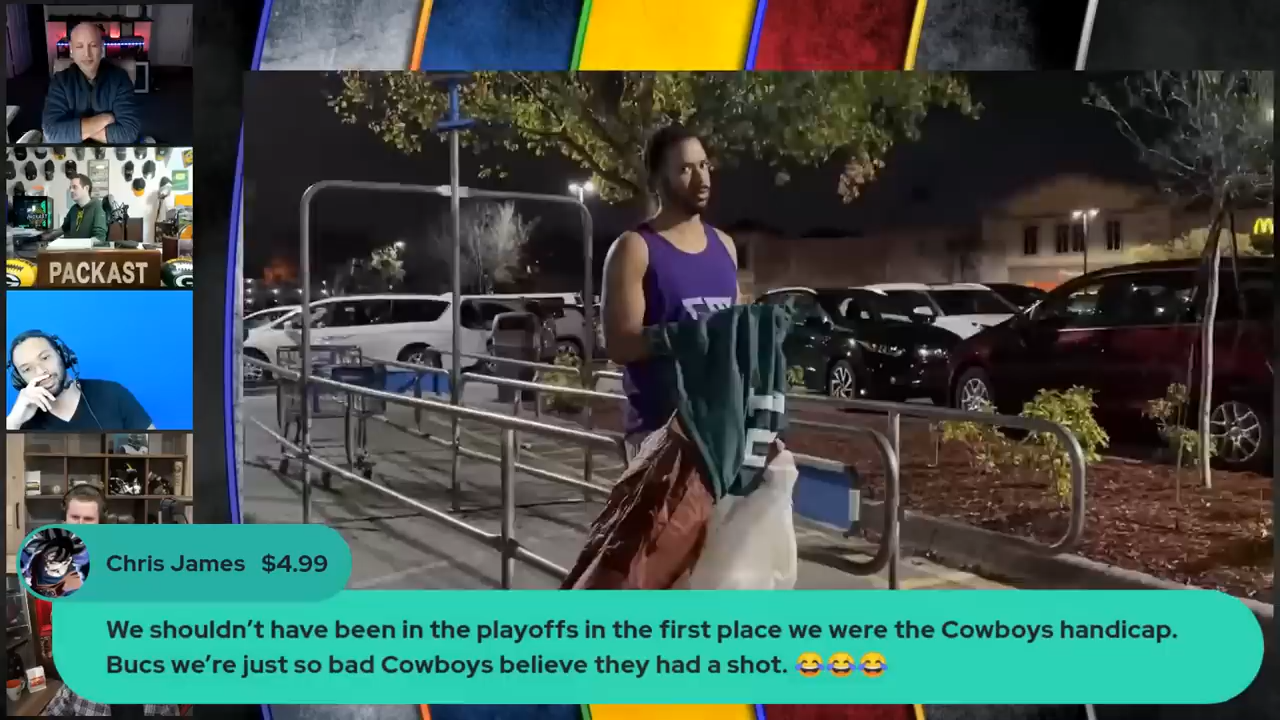 PACKAST
Chris James $4.99
We shouldn't have been in the playoffs in the first place we were the Cowboys handicap.
Bucs we're just so bad Cowboys believe they had a shot. 😂😂😂